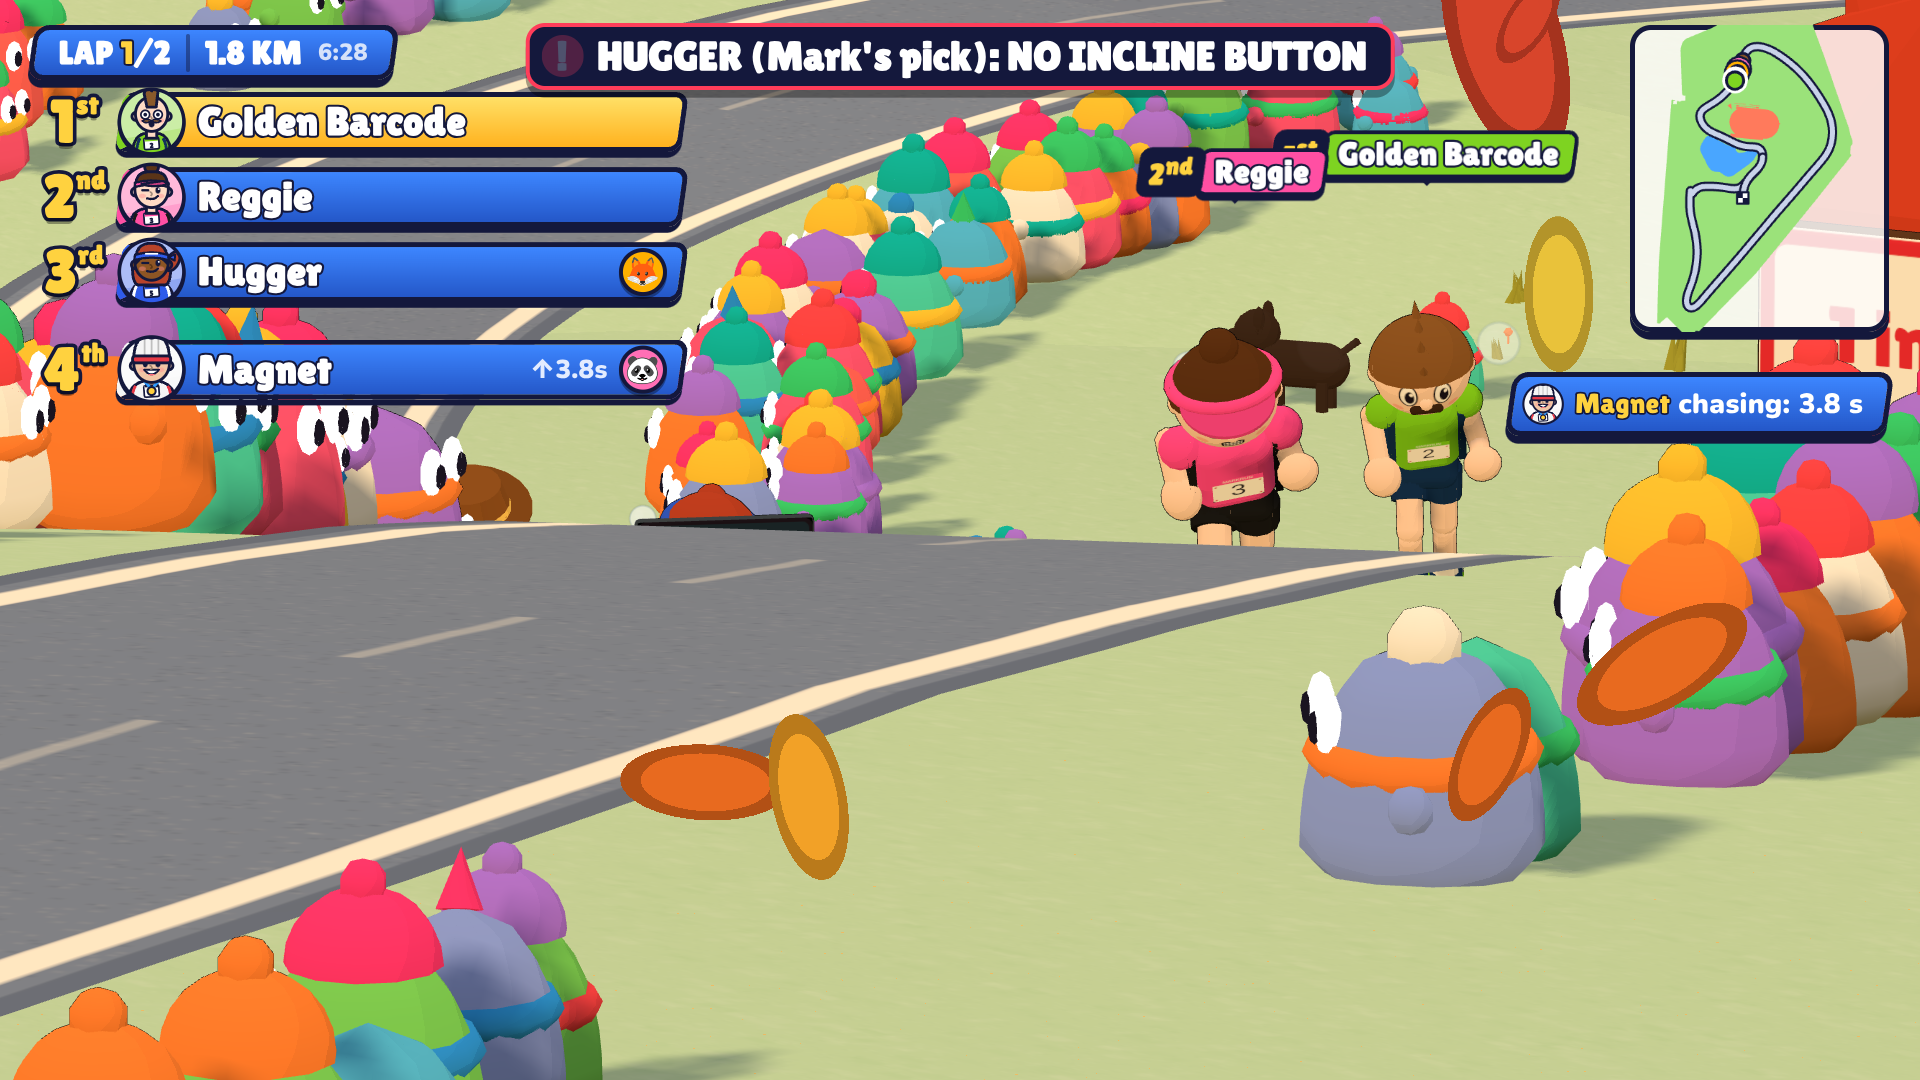 LAP 1/2 1.8 KM 6:28
HUGGER (Mark's pick): NO INCLINE BUTTON
1st Golden Barcode
2nd Reggie
3rd Hugger
4th Magnet ↑3.8s
2nd Reggie
Golden Barcode
Magnet chasing: 3.8 s
3
2